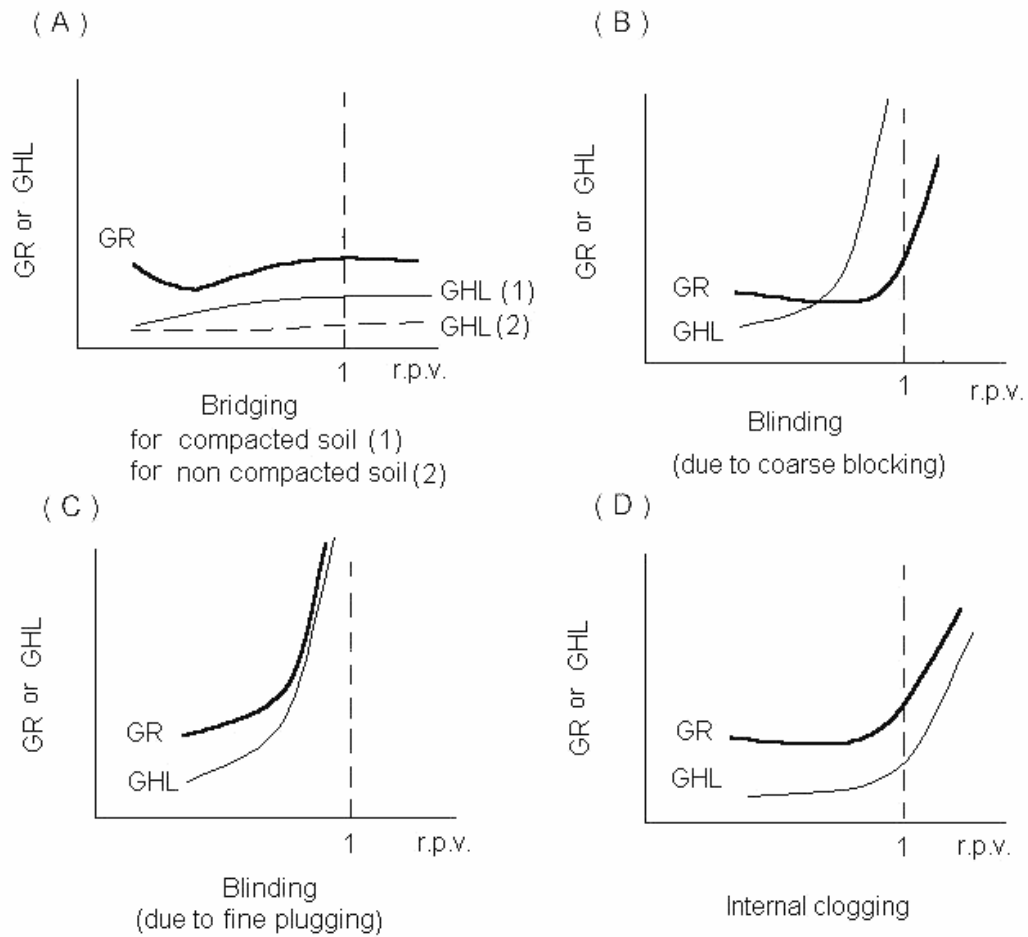 ( A )
GR or GHL
GR
GHL (1)
GHL (2)
1
r.p.v.
Bridging
for compacted soil (1)
for non compacted soil (2)
( B )
GR or GHL
GR
GHL
1
r.p.v.
Blinding
(due to coarse blocking)
( C )
GR or GHL
GR
GHL
1
r.p.v.
Blinding
(due to fine plugging)
( D )
GR or GHL
GR
GHL
1
r.p.v.
Internal clogging